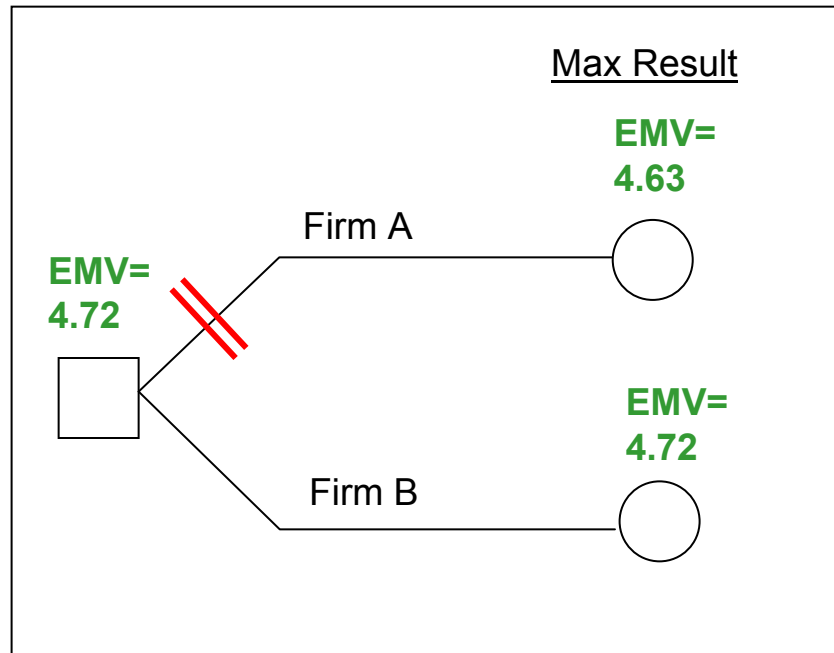 Max Result
EMV=
4.63
Firm A
EMV=
4.72
EMV=
4.72
Firm B